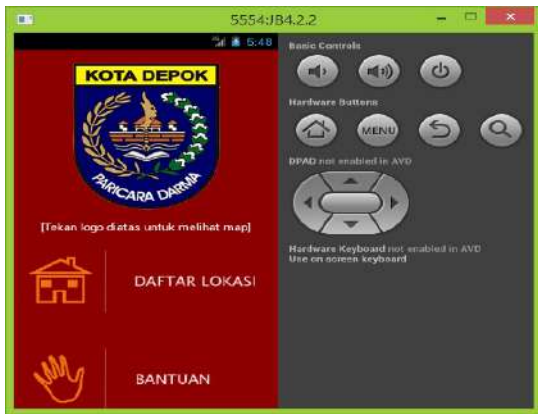 5554:JB4.2.2
5:48
KOTA DEPOK
PARICARA DARMA
[Tekan logo diatas untuk melihat map]
DAFTAR LOKASI
BANTUAN
Basic Controls
Hardware Buttons
MENU
DPAD not enabled in AVD
Hardware Keyboard not enabled in AVD
Use on screen keyboard